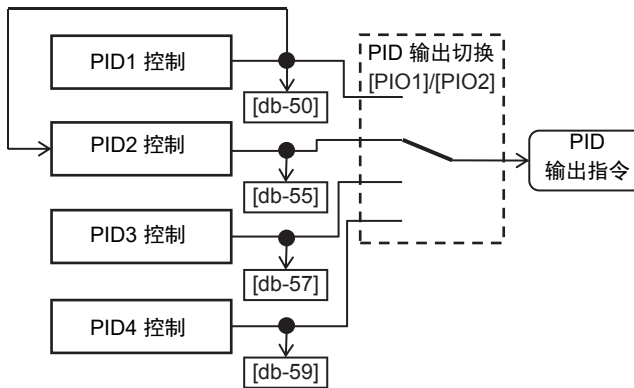 PID1 控制
[db-50]
PID2 控制
[db-55]
PID3 控制
[db-57]
PID4 控制
[db-59]
PID 输出切换
[PIO1]/[PIO2]
PID
输出指令